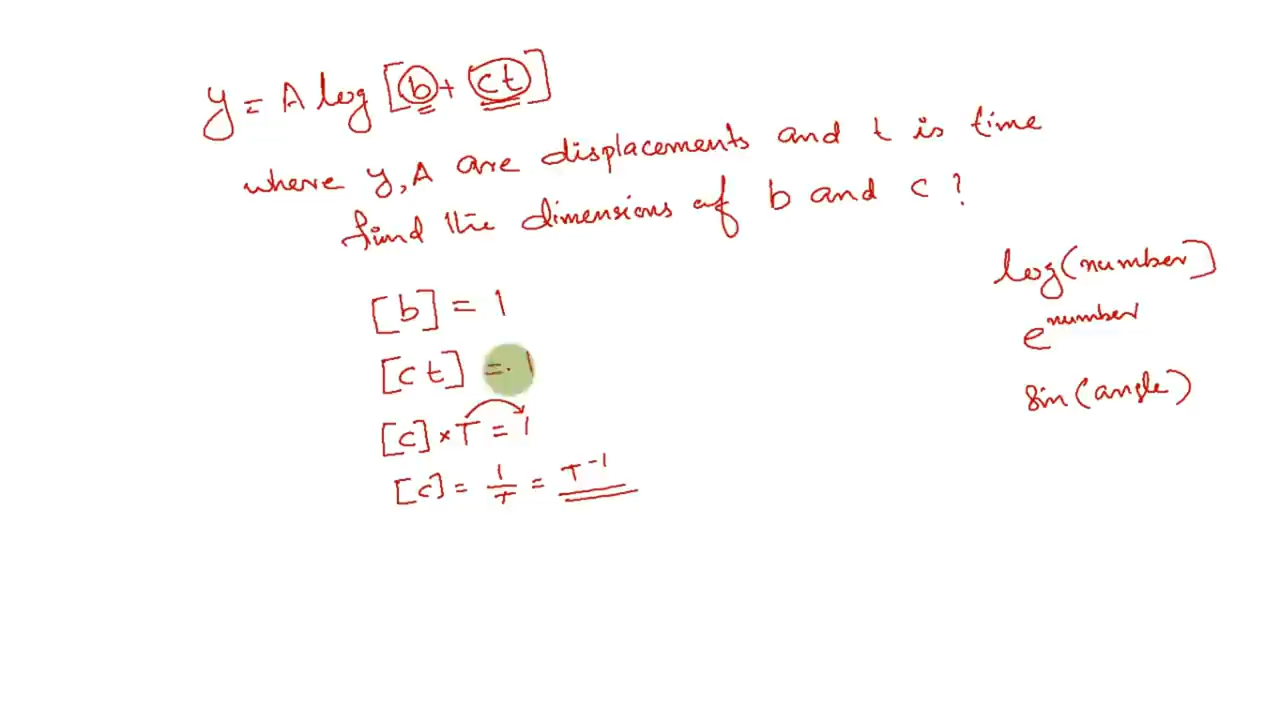 y = A log [b + ct]
where y, A are displacements and t is time
find the dimensions of b and c ?
log(number]
e^number
sin(angle)
[b] = 1
[ct] = 1
[c] × T = 1
[c] = 1/T = T^-1